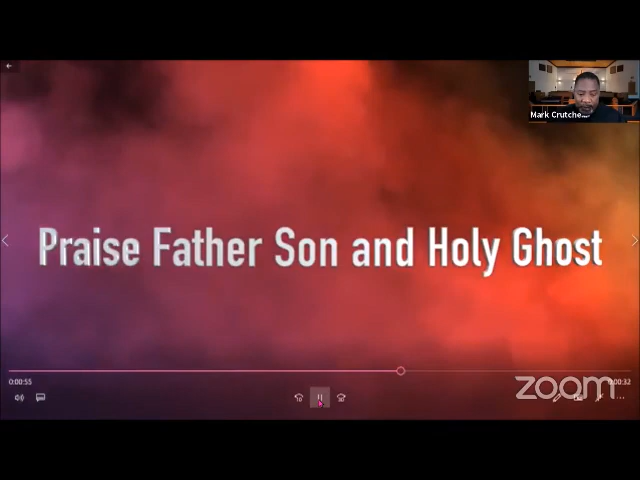 Mark Crutche...
Praise Father Son and Holy Ghost
0:00:55
0:00:32
zoom